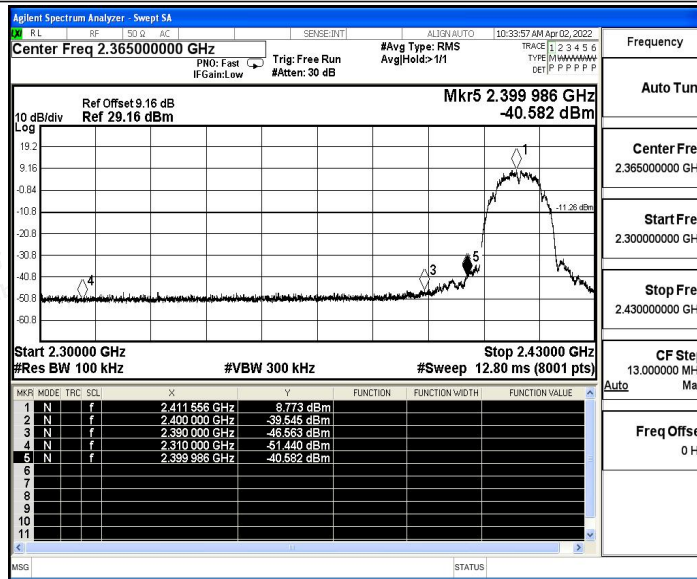 Agilent Spectrum Analyzer - Swept SA
RL RF 50 Ω AC SENSE:INT ALIGN AUTO 10:33:57 AM Apr 02, 2022
Center Freq 2.365000000 GHz #Avg Type: RMS TRACE 1 2 3 4 5 6
PNO: Fast Trig: Free Run Avg|Hold:>1/1 TYPE M
IFGain:Low #Atten: 30 dB DET P P P P P P
Mkr5 2.399 986 GHz
-40.582 dBm
Ref Offset 9.16 dB
10 dB/div Ref 29.16 dBm
Log
19.2
9.16
-0.84
-10.8
-20.8
-30.8
-40.8
-50.8
-60.8
1
-11.26 dBm
5
3
4
Start 2.30000 GHz Stop 2.43000 GHz
#Res BW 100 kHz #VBW 300 kHz #Sweep 12.80 ms (8001 pts)
MKR MODE TRC SCL X Y FUNCTION FUNCTION WIDTH FUNCTION VALUE
1 N f 2.411 556 GHz 8.773 dBm
2 N f 2.400 000 GHz -39.545 dBm
3 N f 2.390 000 GHz -46.563 dBm
4 N f 2.310 000 GHz -51.440 dBm
5 N f 2.399 986 GHz -40.582 dBm
6
7
8
9
10
11
MSG STATUS
Frequency
Auto Tun
Center Fre
2.365000000 GH
Start Fre
2.300000000 GH
Stop Fre
2.430000000 GH
CF Ste
13.000000 MH
Auto Ma
Freq Offse
0 H